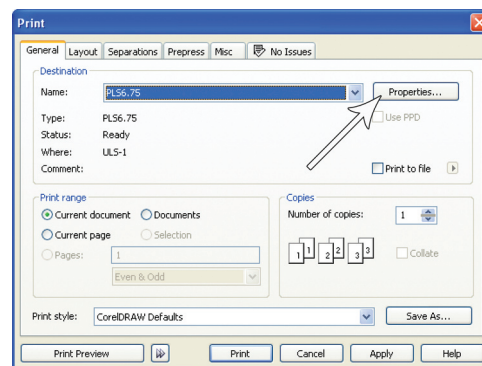 Print
General Layout Separations Prepress Misc No Issues
Destination
Name: PLS6.75 Properties...
Type: PLS6.75 Use PPD
Status: Ready
Where: ULS-1
Comment: Print to file
Print range Copies
Current document Documents Number of copies: 1
Current page Selection
Pages: 1 1 1 2 2 3 3 Collate
Even & Odd
Print style: CorelDRAW Defaults Save As...
Print Preview Print Cancel Apply Help